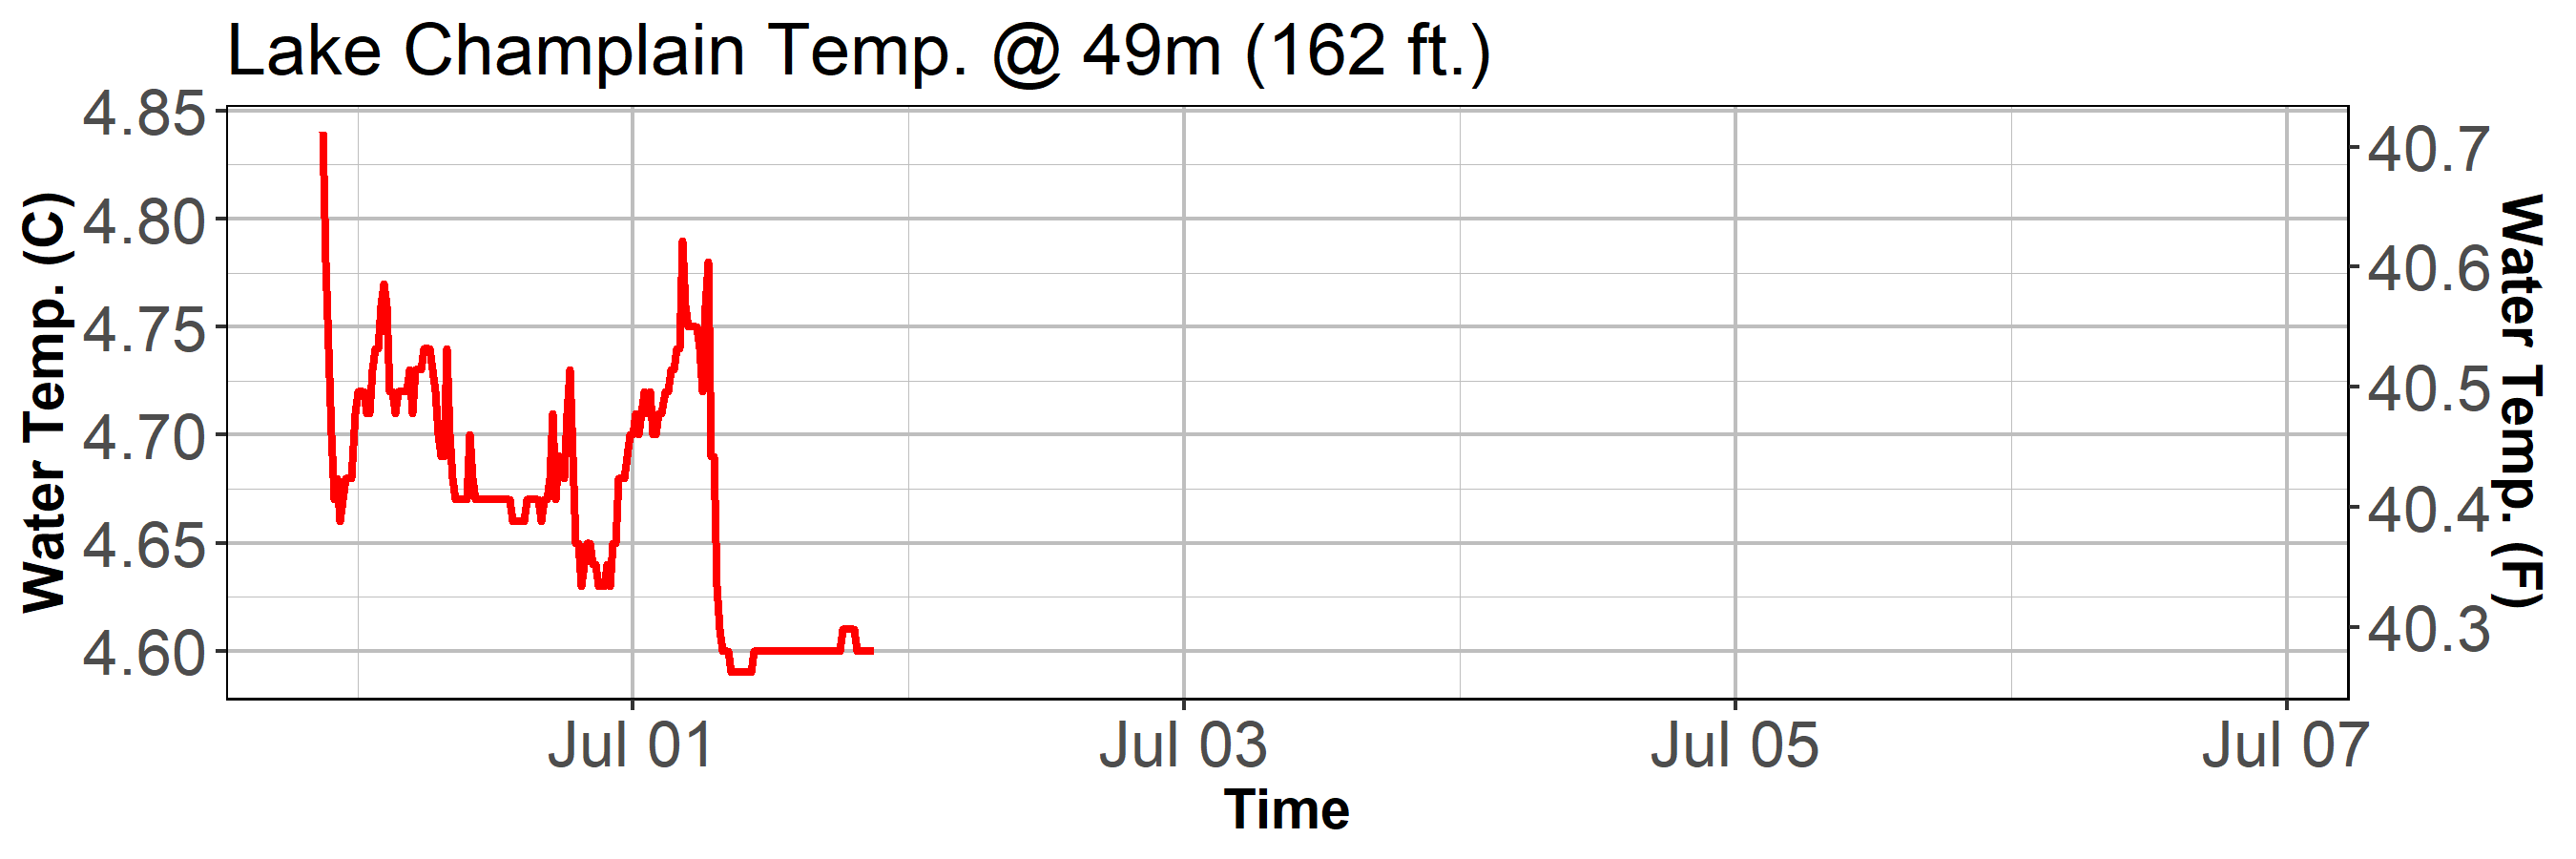 Lake Champlain Temp. @ 49m (162 ft.)
Water Temp. (C)
4.85
4.80
4.75
4.70
4.65
4.60
40.7
40.6
40.5
40.4
40.3
Water Temp. (F)
Jul 01 Jul 03 Jul 05 Jul 07
Time